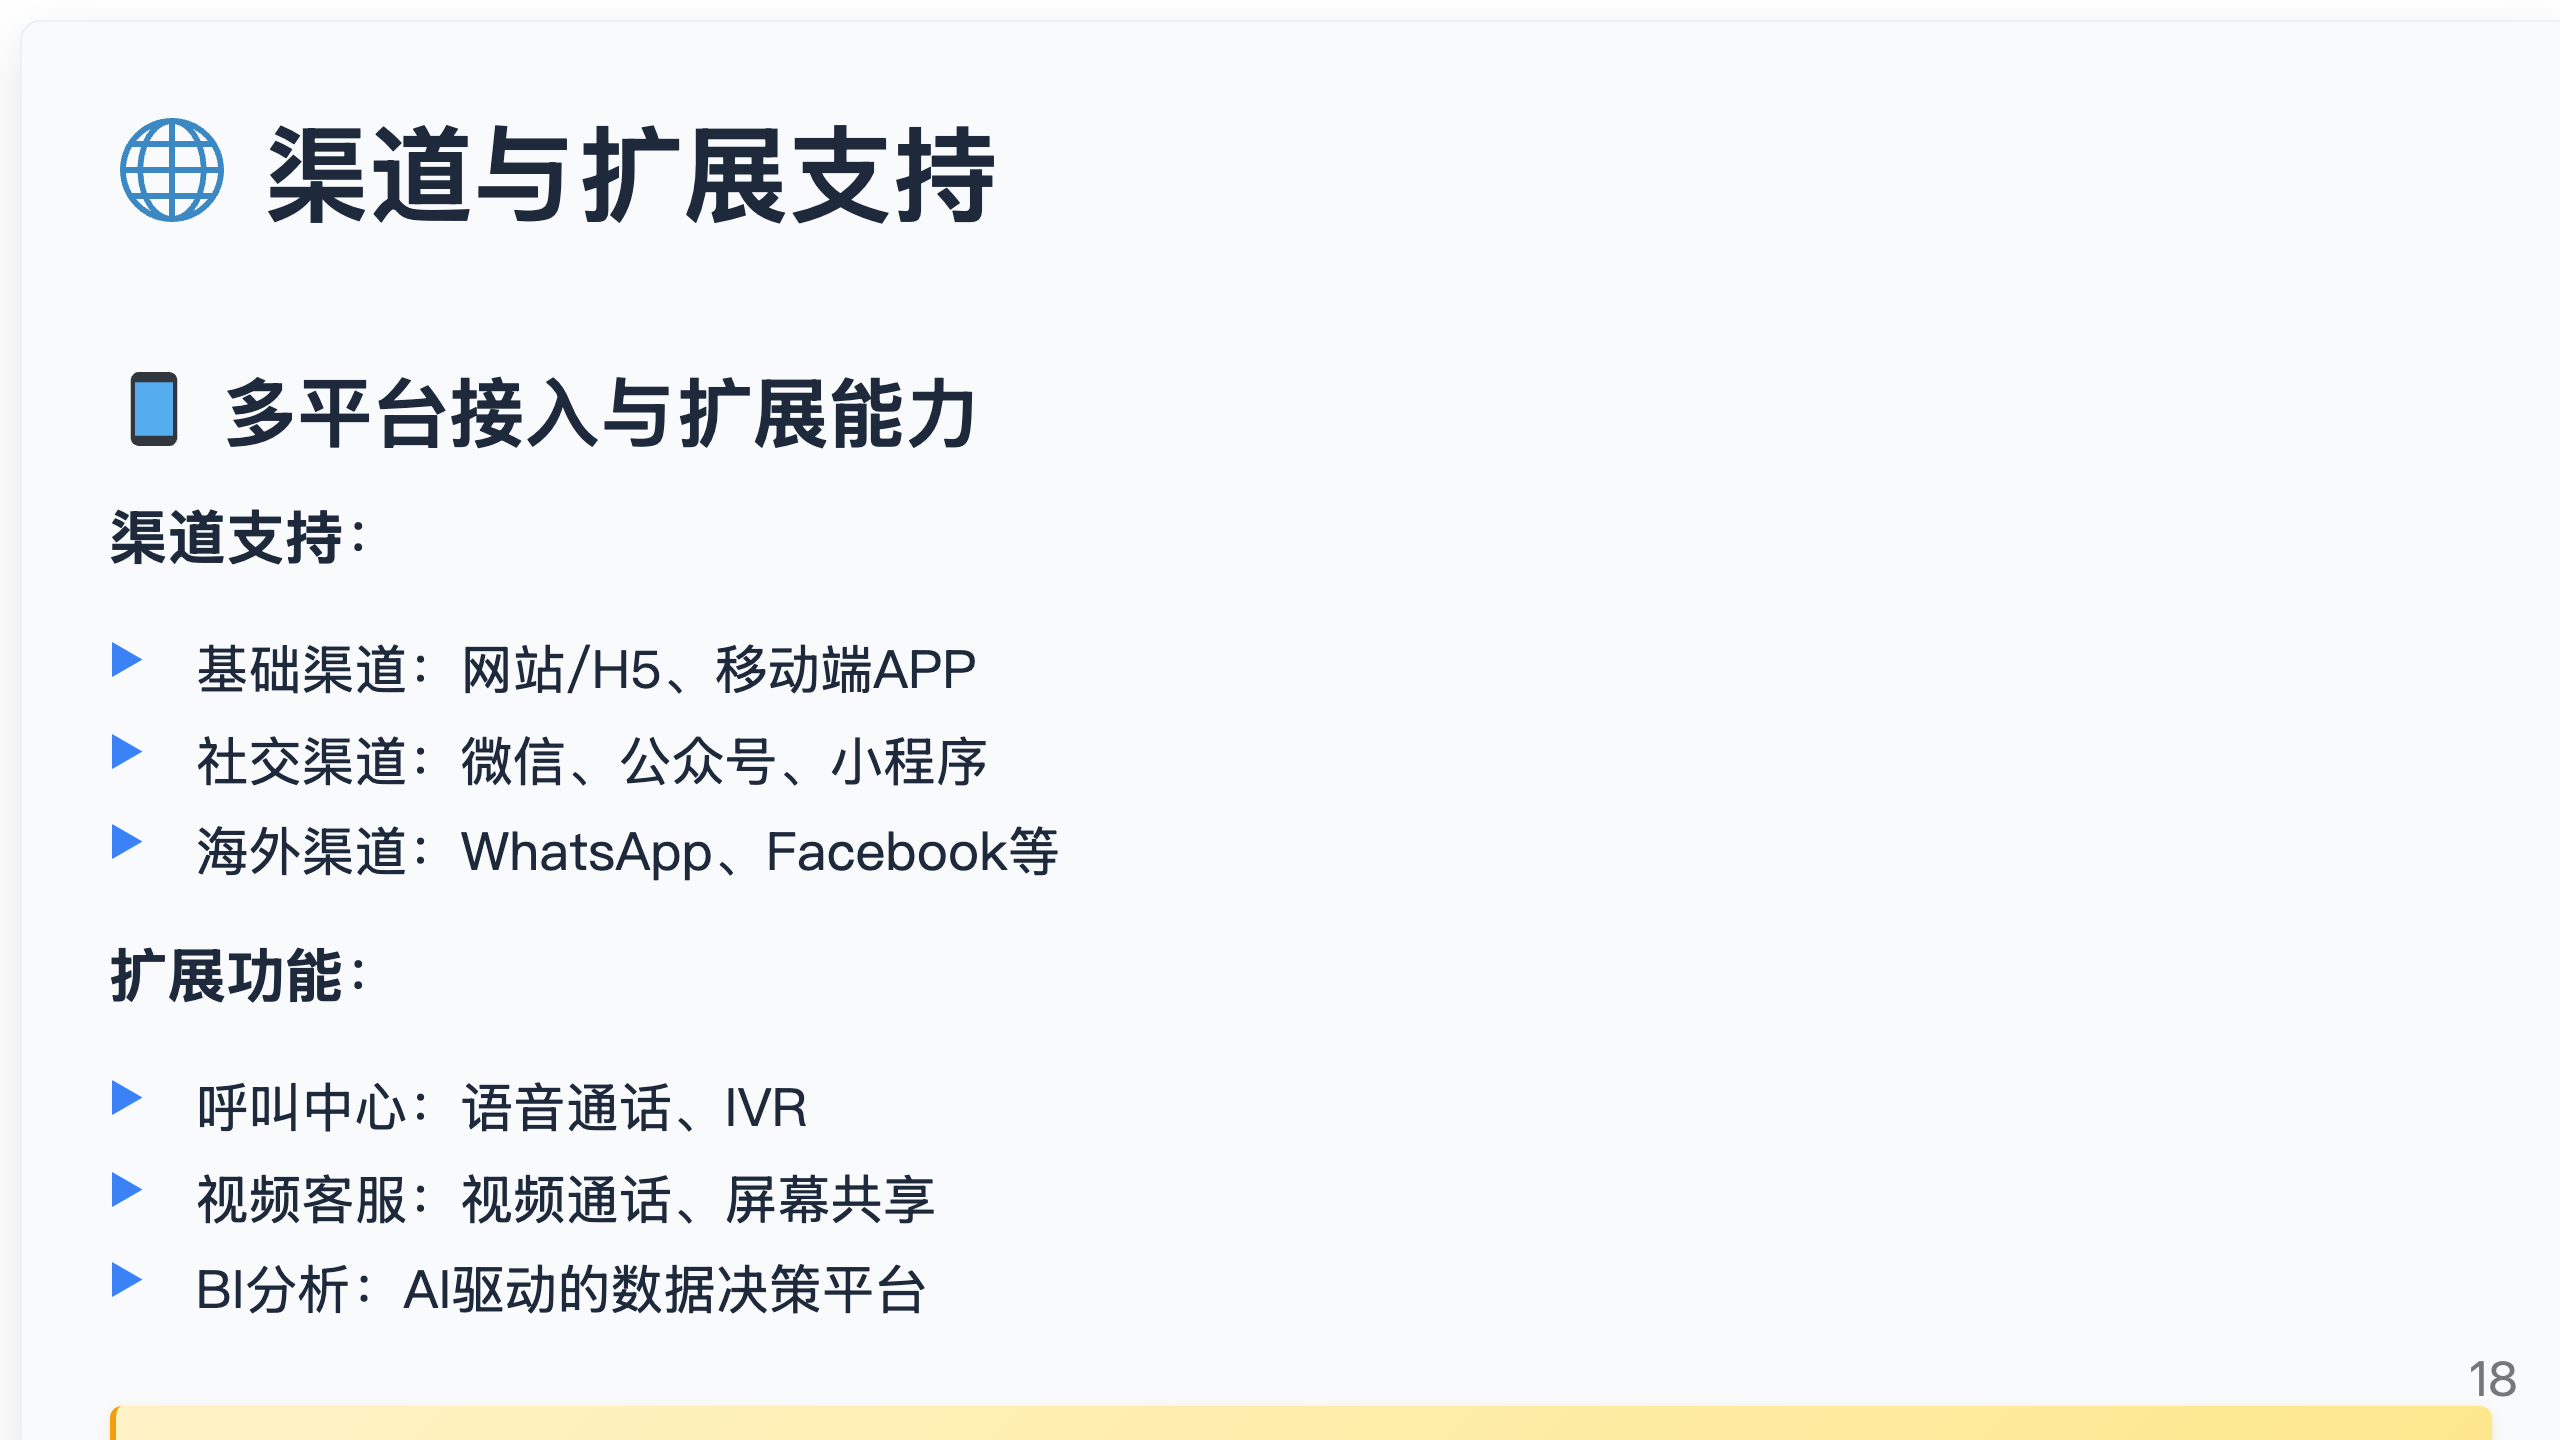 渠道与扩展支持
多平台接入与扩展能力
渠道支持：
基础渠道：网站/H5、移动端APP
社交渠道：微信、公众号、小程序
海外渠道：WhatsApp、Facebook等
扩展功能：
呼叫中心：语音通话、IVR
视频客服：视频通话、屏幕共享
BI分析：AI驱动的数据决策平台
18